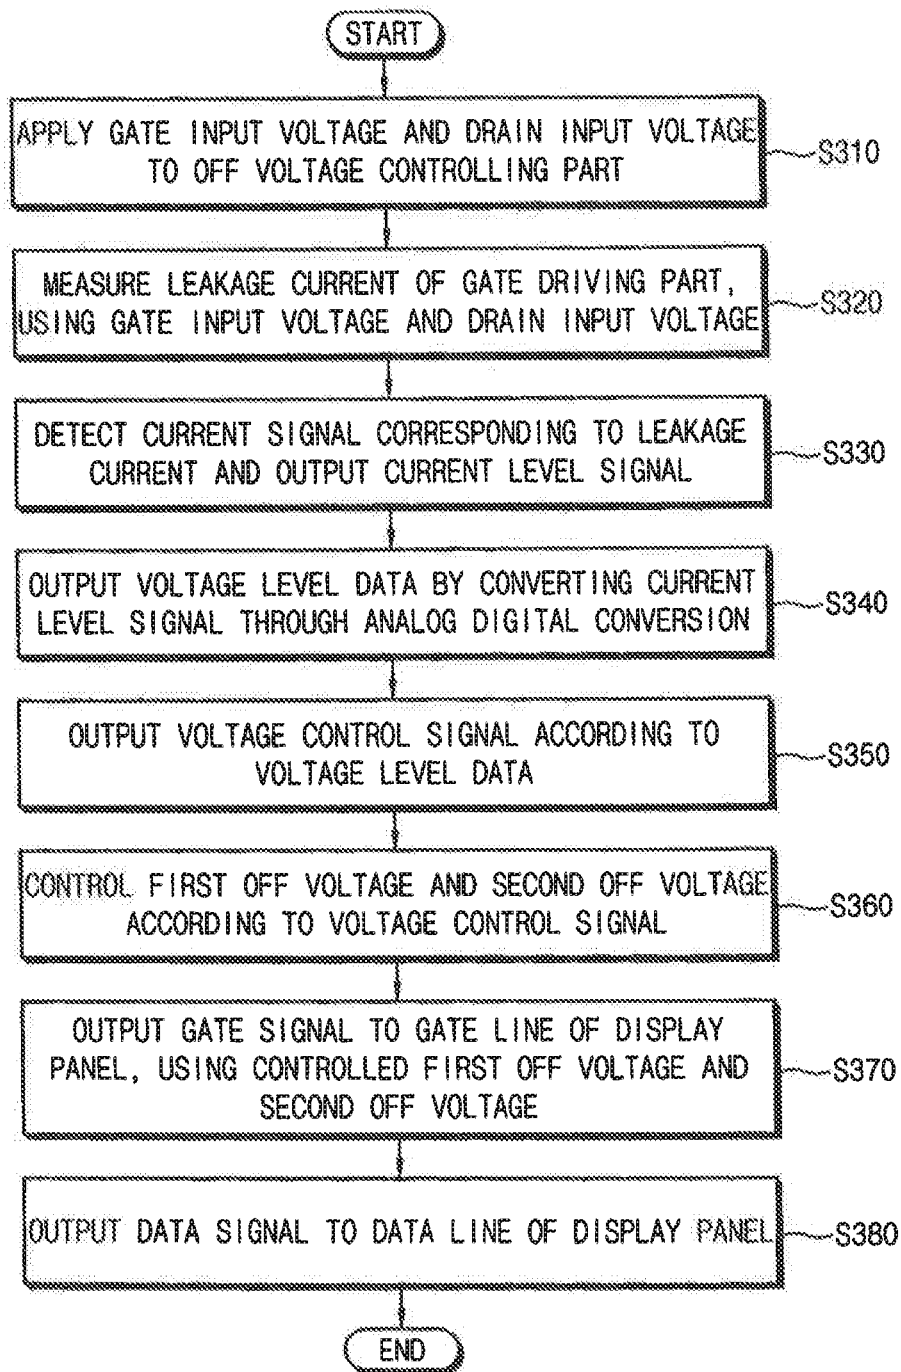 START
APPLY GATE INPUT VOLTAGE AND DRAIN INPUT VOLTAGE
TO OFF VOLTAGE CONTROLLING PART
S310
MEASURE LEAKAGE CURRENT OF GATE DRIVING PART,
USING GATE INPUT VOLTAGE AND DRAIN INPUT VOLTAGE
S320
DETECT CURRENT SIGNAL CORRESPONDING TO LEAKAGE
CURRENT AND OUTPUT CURRENT LEVEL SIGNAL
S330
OUTPUT VOLTAGE LEVEL DATA BY CONVERTING CURRENT
LEVEL SIGNAL THROUGH ANALOG DIGITAL CONVERSION
S340
OUTPUT VOLTAGE CONTROL SIGNAL ACCORDING TO
VOLTAGE LEVEL DATA
S350
CONTROL FIRST OFF VOLTAGE AND SECOND OFF VOLTAGE
ACCORDING TO VOLTAGE CONTROL SIGNAL
S360
OUTPUT GATE SIGNAL TO GATE LINE OF DISPLAY
PANEL, USING CONTROLLED FIRST OFF VOLTAGE AND
SECOND OFF VOLTAGE
S370
OUTPUT DATA SIGNAL TO DATA LINE OF DISPLAY PANEL
S380
END